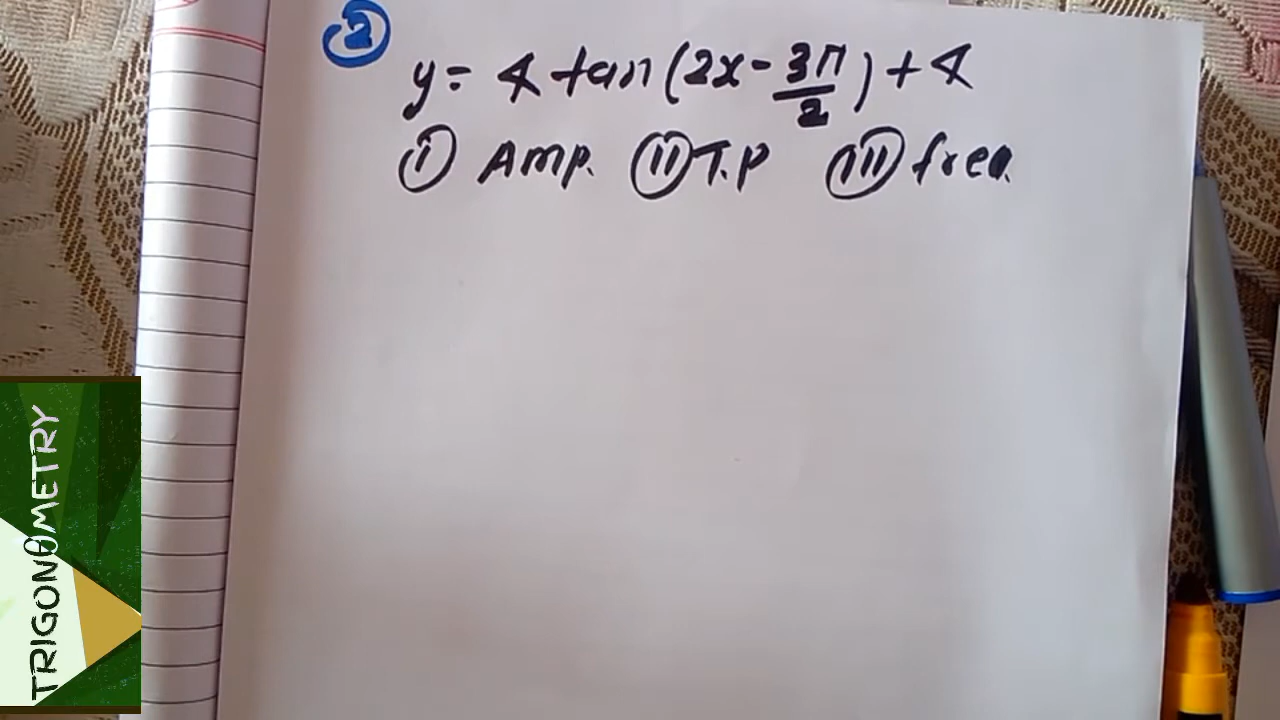 ②
y = 4 tan (2x - 3π/2) + 4
ⓘ Amp. ⓘⓘ T.P ⓘⓘⓘ freq.
TRIGONOMETRY